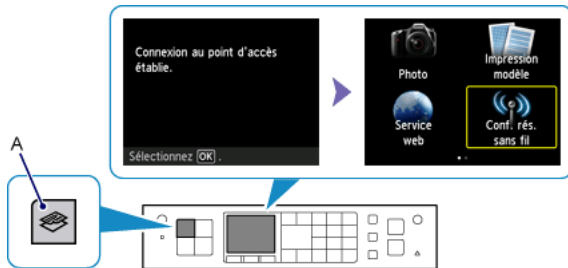 Connexion au point d'accès
établie.
Sélectionnez OK .
Photo
Impression
modèle
Service
web
Conf. rés.
sans fil
A